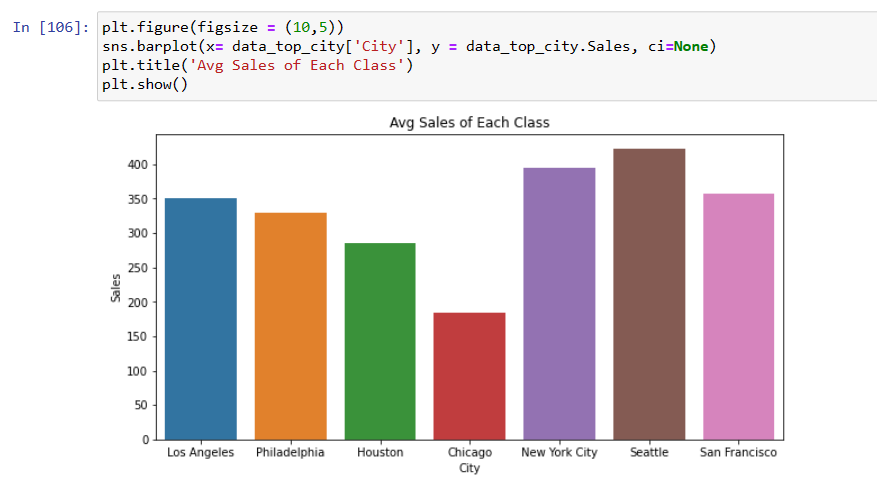 In [106]: plt.figure(figsize = (10,5))
sns.barplot(x= data_top_city['City'], y = data_top_city.Sales, ci=None)
plt.title('Avg Sales of Each Class')
plt.show()
Avg Sales of Each Class
400
350
300
250
200
150
100
50
0
Sales
Los Angeles Philadelphia Houston Chicago New York City Seattle San Francisco
City